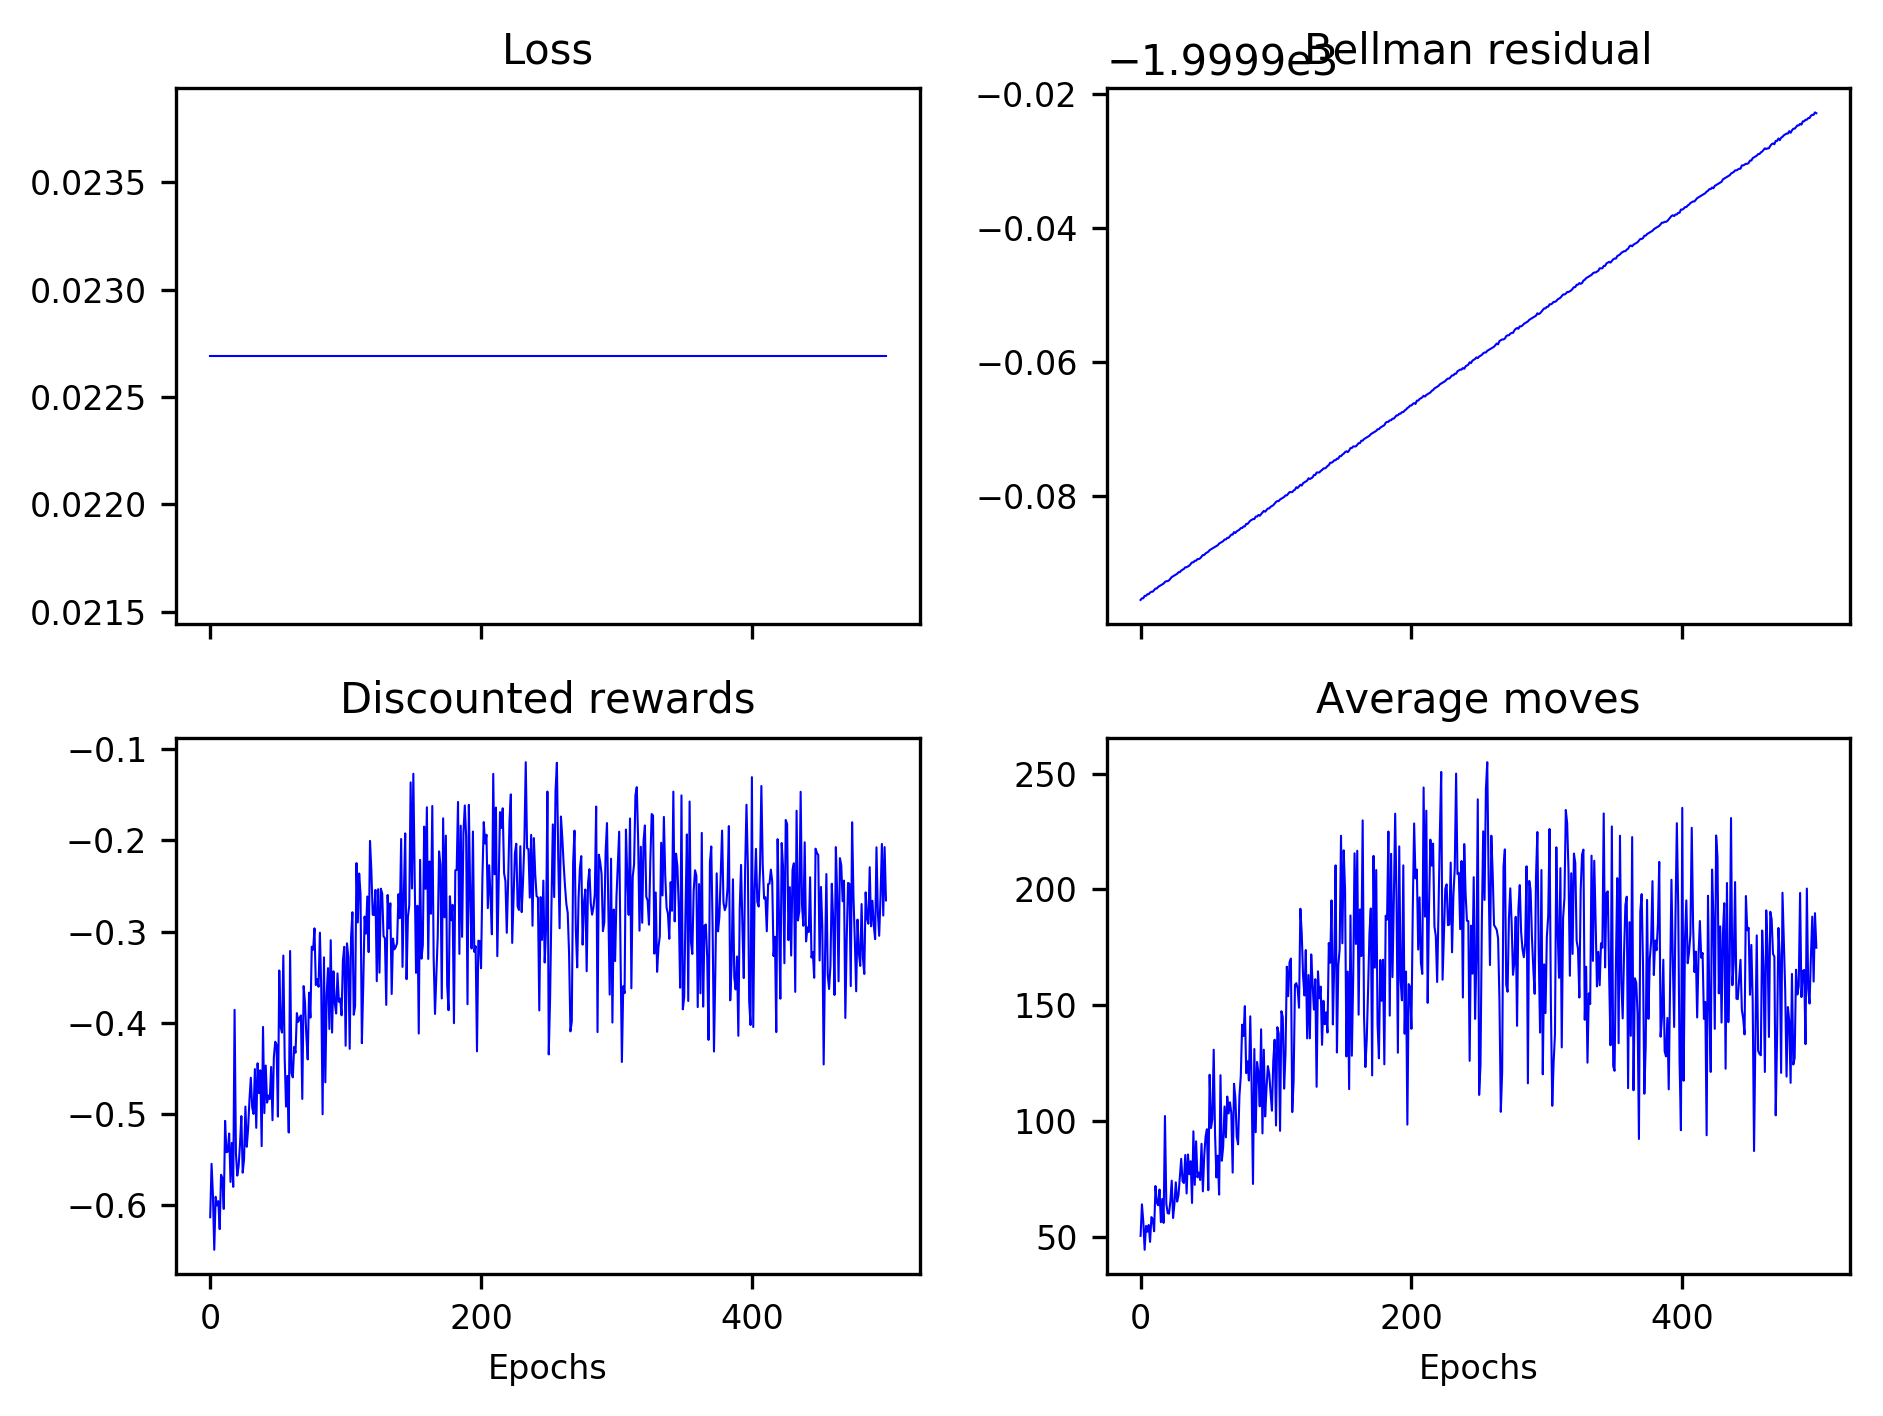 Loss
0.0235
0.0230
0.0225
0.0220
0.0215
Bellman residual
−1.9999e3
−0.02
−0.04
−0.06
−0.08
Discounted rewards
−0.1
−0.2
−0.3
−0.4
−0.5
−0.6
0 200 400
Epochs
Average moves
250
200
150
100
50
0 200 400
Epochs